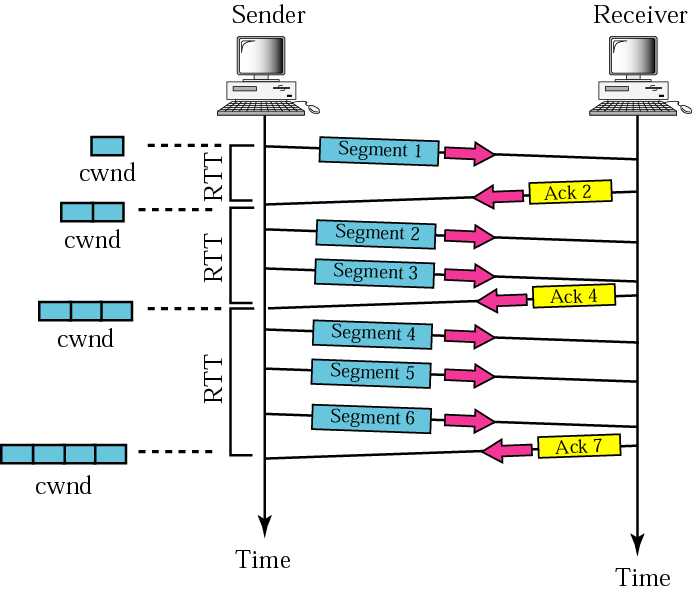 Sender
Receiver
cwnd
RTT
Segment 1
Ack 2
cwnd
RTT
Segment 2
Segment 3
Ack 4
cwnd
RTT
Segment 4
Segment 5
Segment 6
Ack 7
cwnd
Time
Time